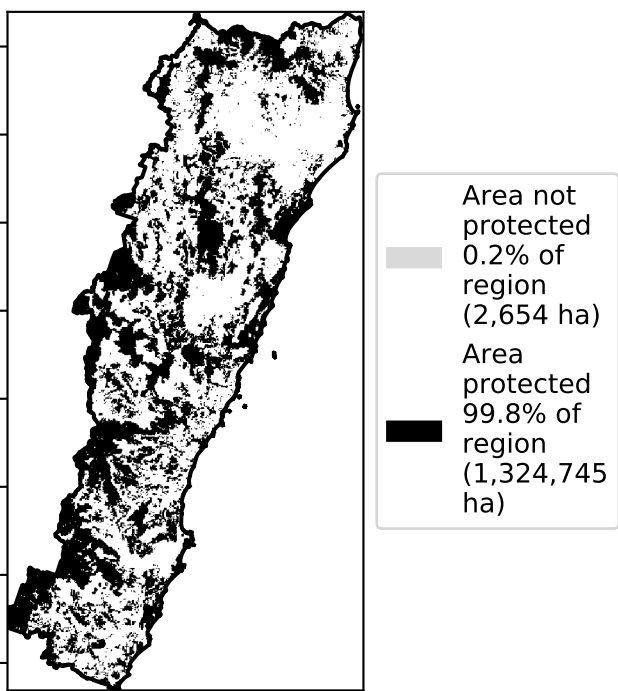 Area not
protected
0.2% of
region
(2,654 ha)
Area
protected
99.8% of
region
(1,324,745
ha)